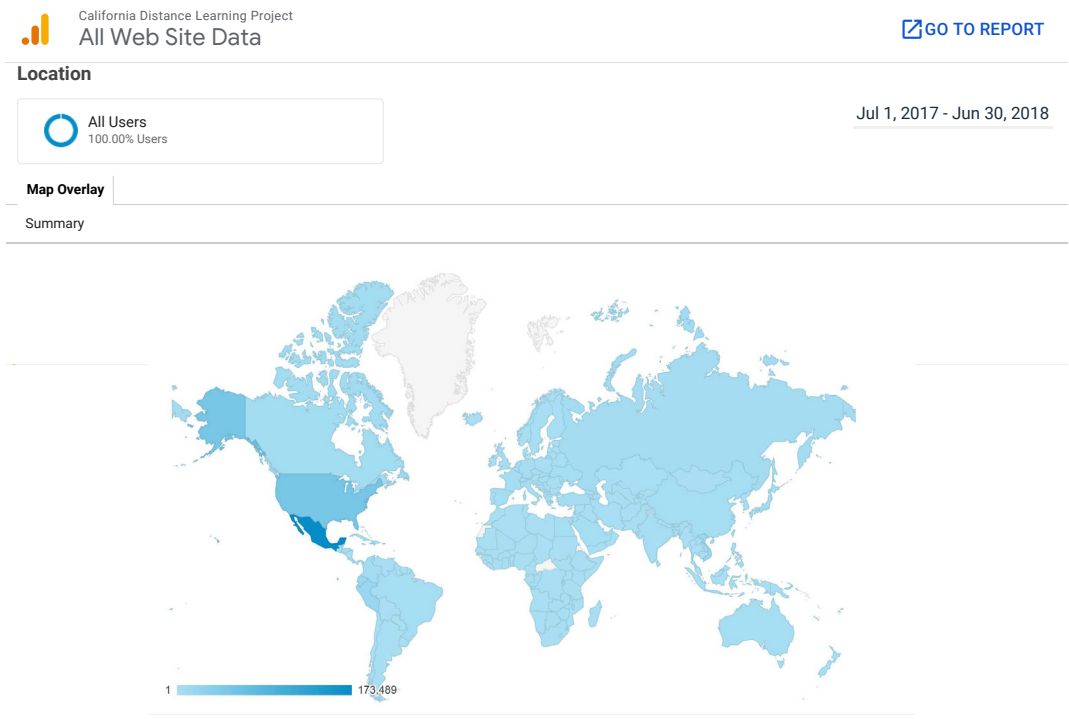 California Distance Learning Project
All Web Site Data
GO TO REPORT
Location
All Users
100.00% Users
Jul 1, 2017 - Jun 30, 2018
Map Overlay
Summary
1
173,489